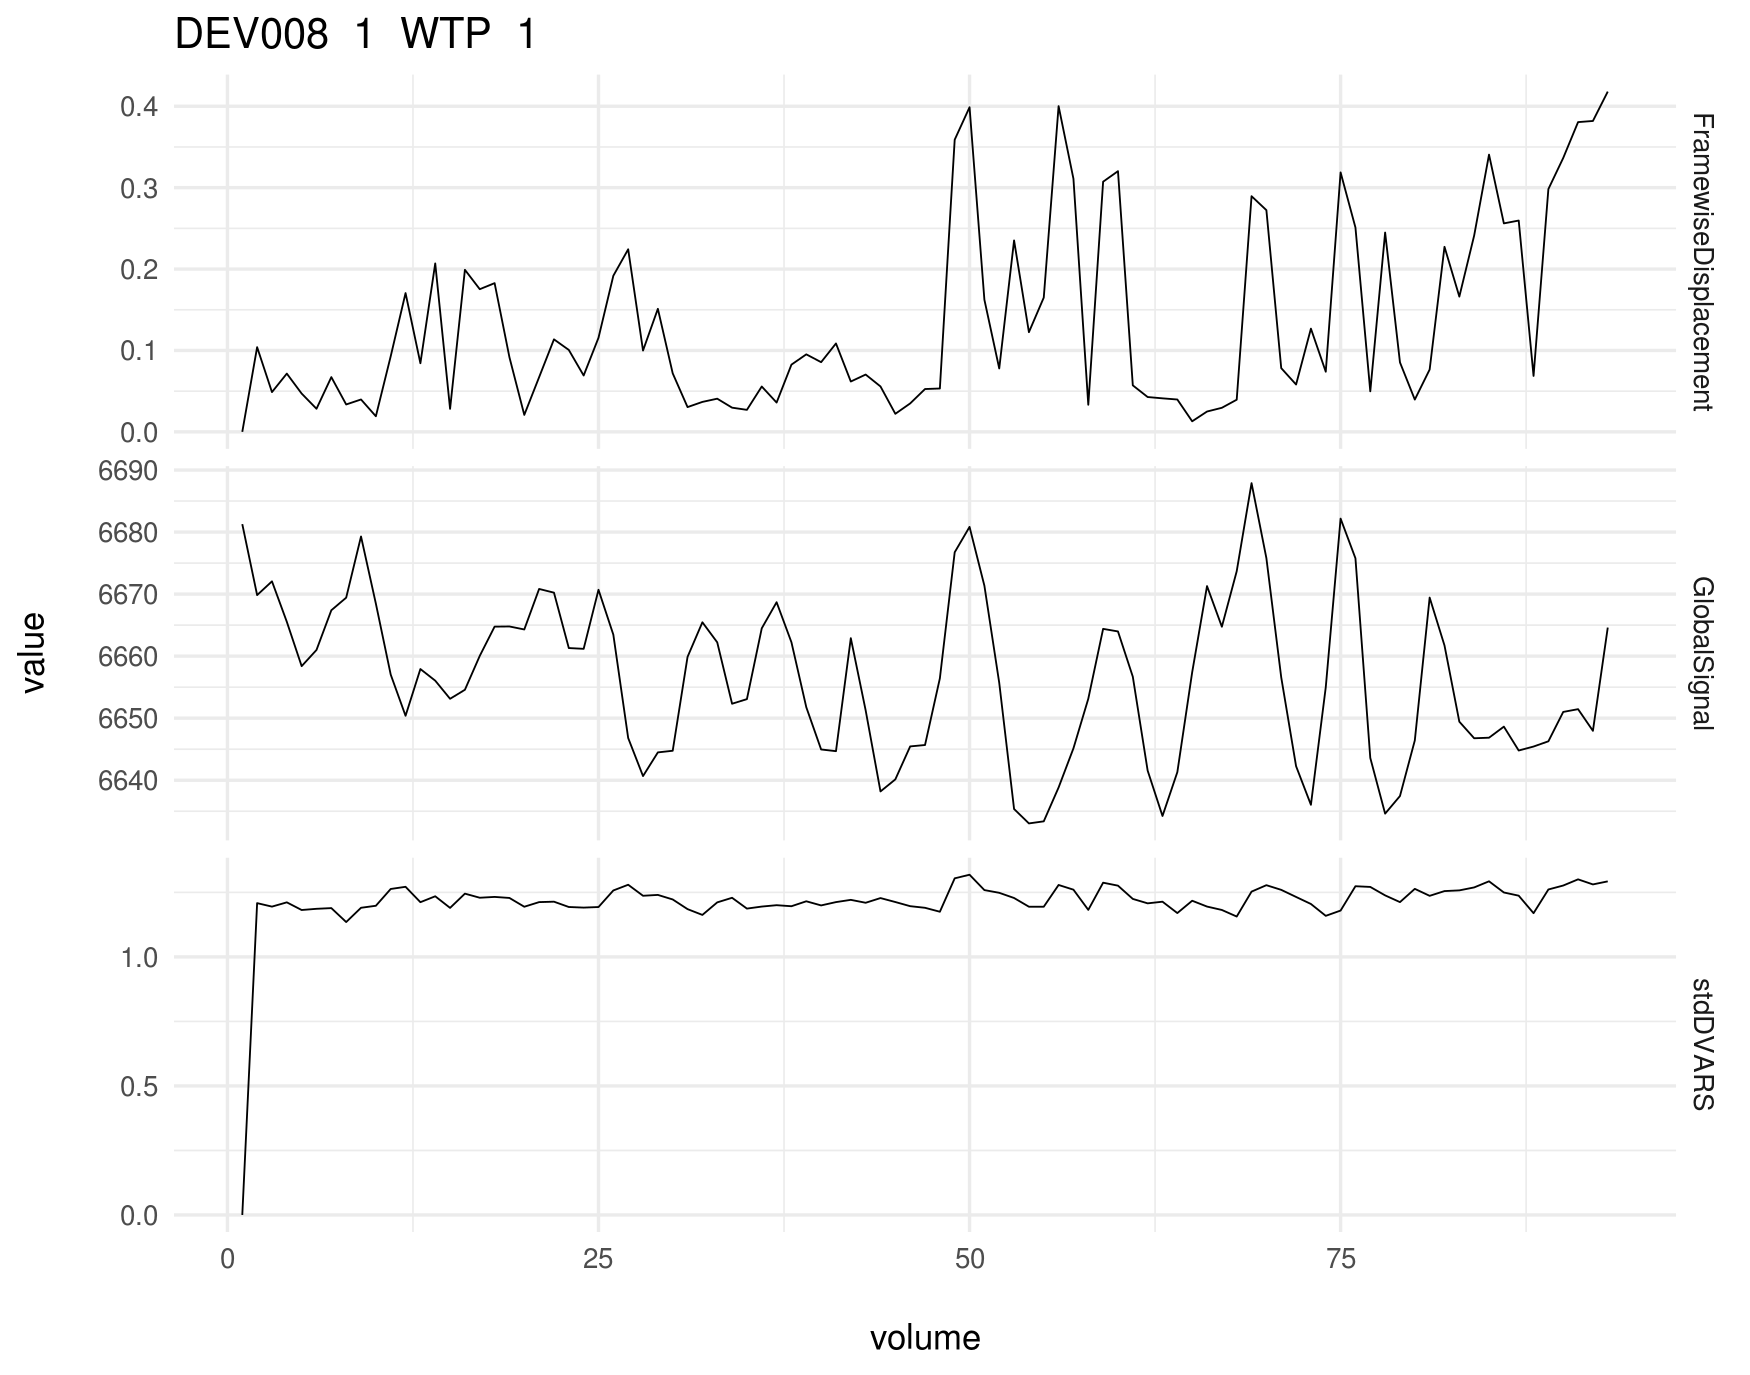 DEV008 1 WTP 1
0.4
0.3
0.2
0.1
0.0
FramewiseDisplacement
6690
6680
6670
6660
6650
6640
GlobalSignal
value
1.0
0.5
0.0
stdDVARS
0 25 50 75
volume